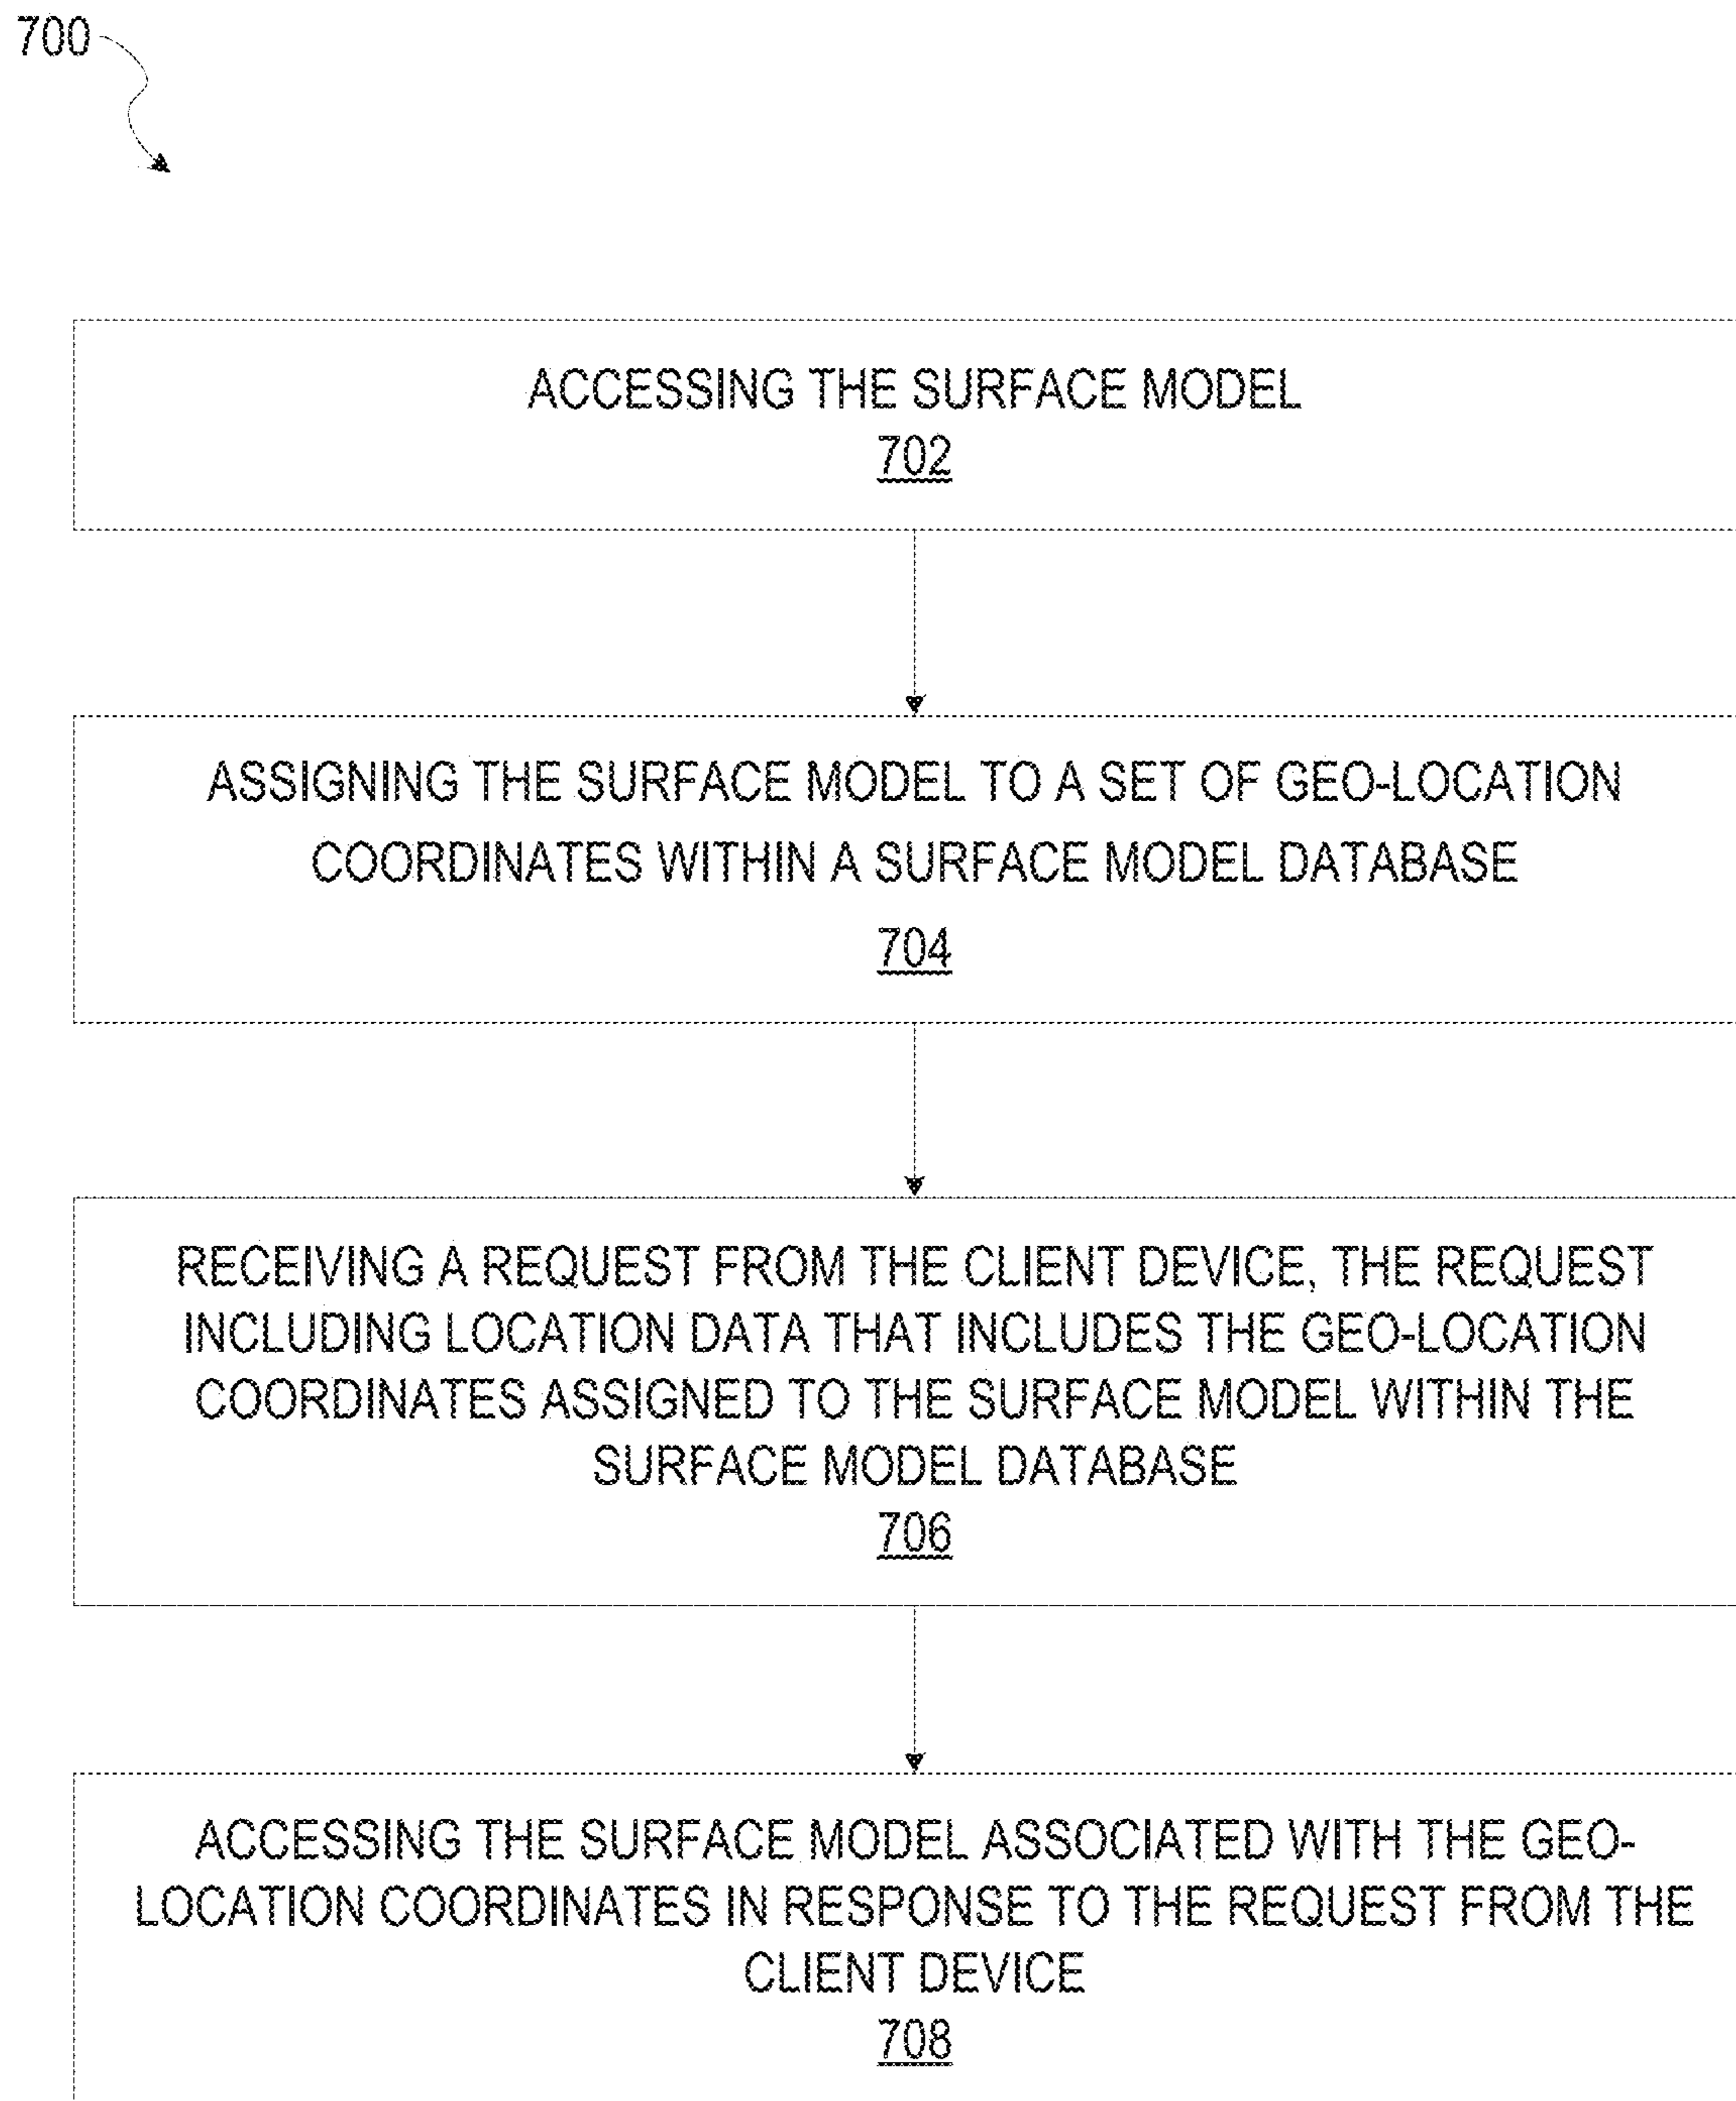 700
ACCESSING THE SURFACE MODEL
702
ASSIGNING THE SURFACE MODEL TO A SET OF GEO-LOCATION
COORDINATES WITHIN A SURFACE MODEL DATABASE
704
RECEIVING A REQUEST FROM THE CLIENT DEVICE, THE REQUEST
INCLUDING LOCATION DATA THAT INCLUDES THE GEO-LOCATION
COORDINATES ASSIGNED TO THE SURFACE MODEL WITHIN THE
SURFACE MODEL DATABASE
706
ACCESSING THE SURFACE MODEL ASSOCIATED WITH THE GEO-
LOCATION COORDINATES IN RESPONSE TO THE REQUEST FROM THE
CLIENT DEVICE
708